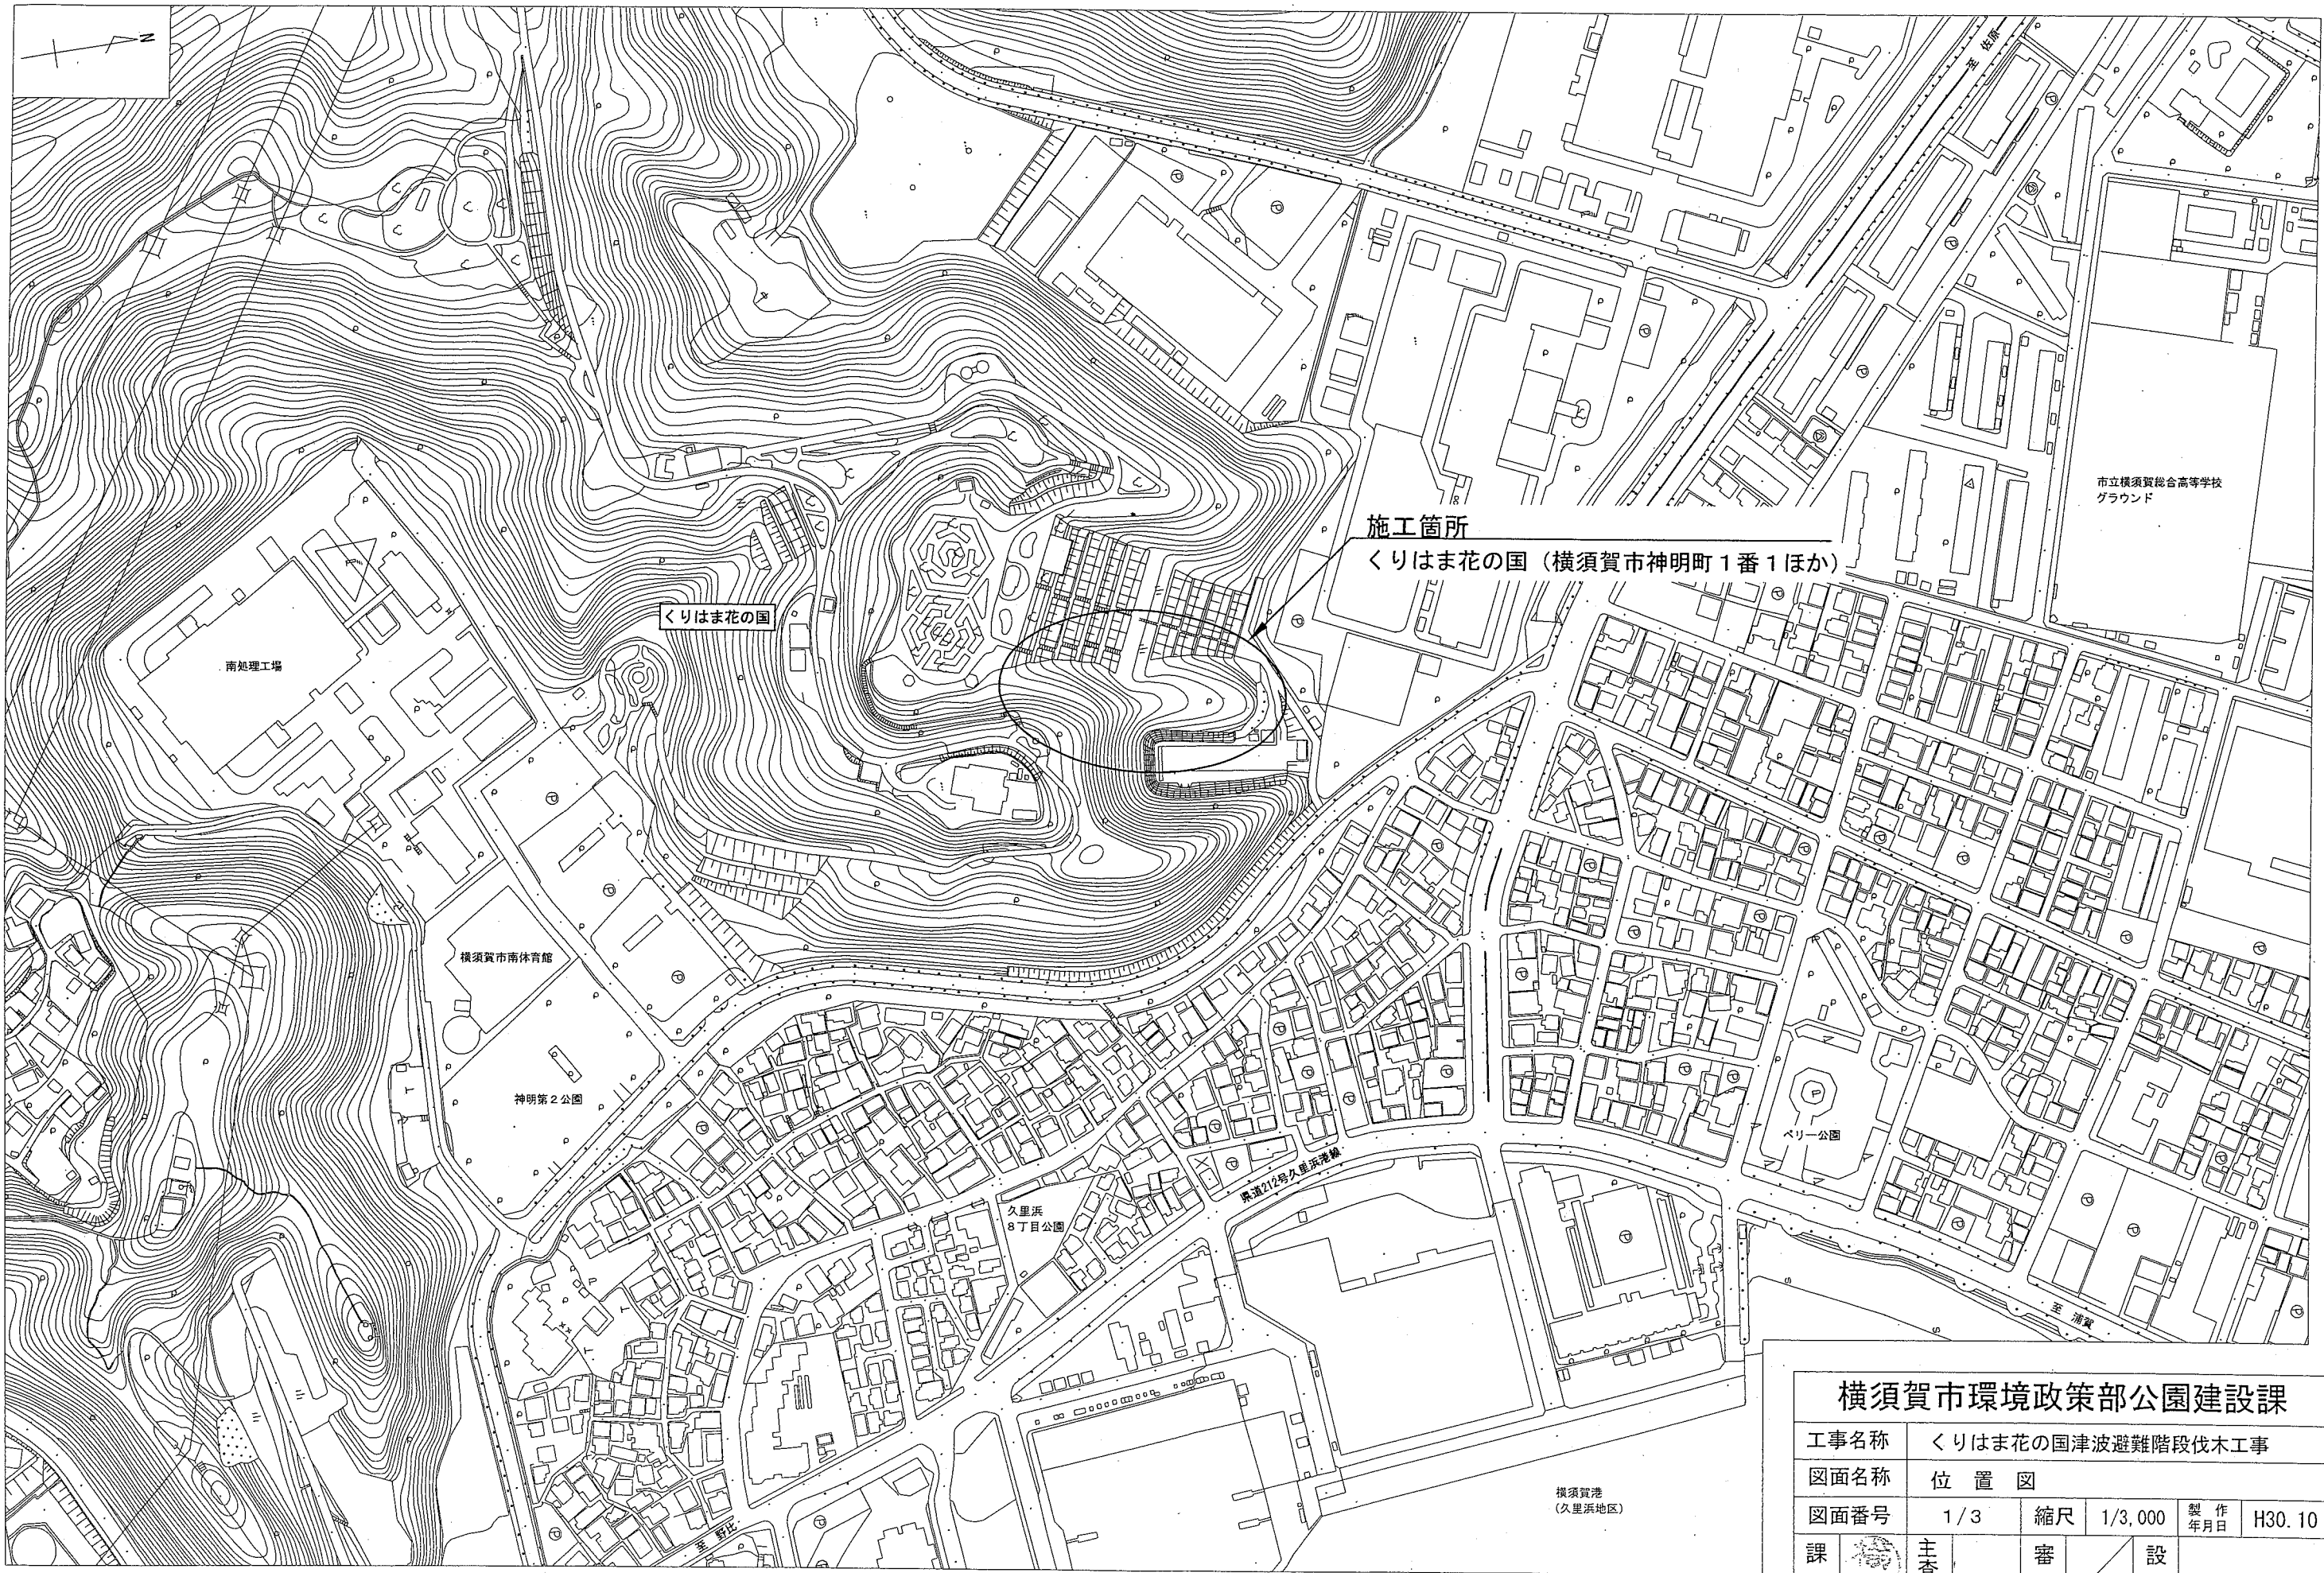 N
至 佐原
市立横須賀総合高等学校
グラウンド
施工箇所
くりはま花の国（横須賀市神明町１番１ほか）
くりはま花の国
南処理工場
横須賀市南体育館
神明第２公園
ペリー公園
県道212号久里浜港線
久里浜
８丁目公園
至 浦賀
至 野比
横須賀港
（久里浜地区）
横須賀市環境政策部公園建設課
工事名称 くりはま花の国津波避難階段伐木工事
図面名称 位 置 図
図面番号 1/3 縮尺 1/3,000 製作年月日 H30.10
課 主査 審 設